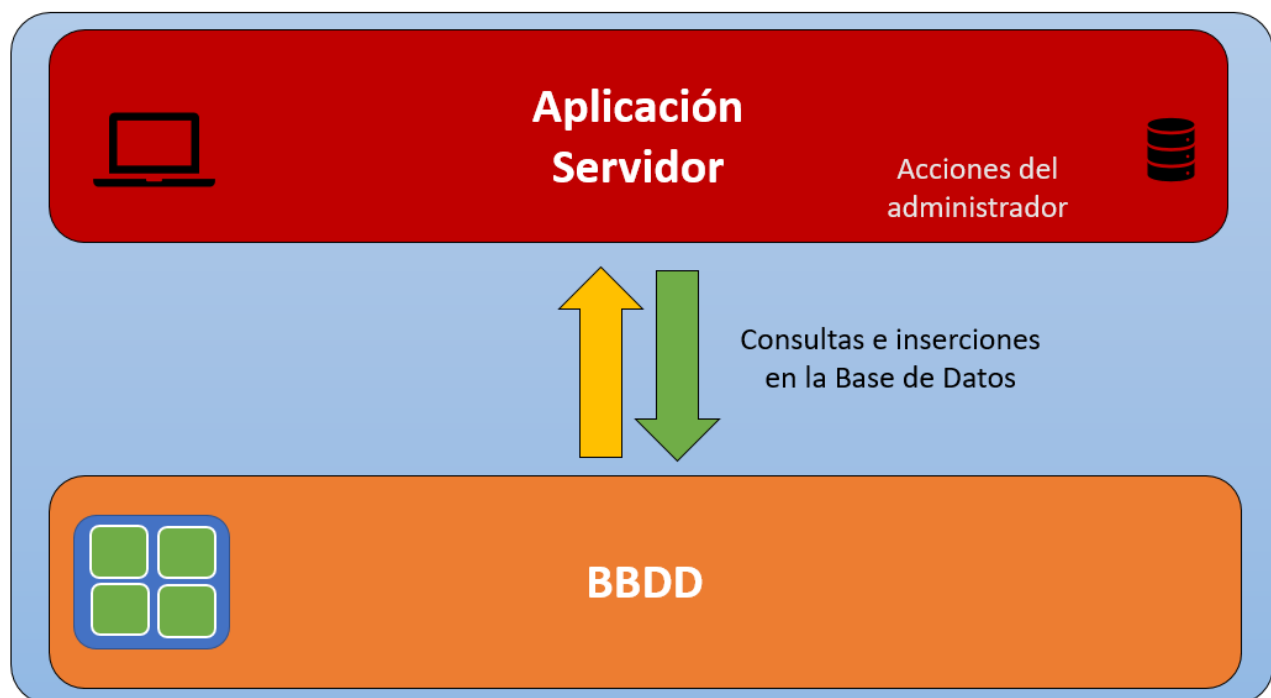 Aplicación
Servidor
Acciones del
administrador
Consultas e inserciones
en la Base de Datos
BBDD